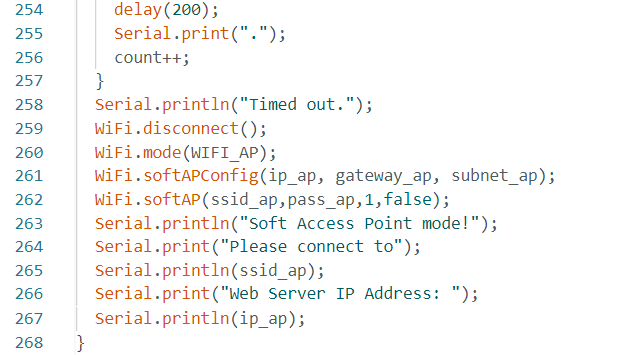 254 delay(200);
255 Serial.print(".");
256 count++;
257 }
258 Serial.println("Timed out.");
259 WiFi.disconnect();
260 WiFi.mode(WIFI_AP);
261 WiFi.softAPConfig(ip_ap, gateway_ap, subnet_ap);
262 WiFi.softAP(ssid_ap,pass_ap,1,false);
263 Serial.println("Soft Access Point mode!");
264 Serial.print("Please connect to");
265 Serial.println(ssid_ap);
266 Serial.print("Web Server IP Address: ");
267 Serial.println(ip_ap);
268 }